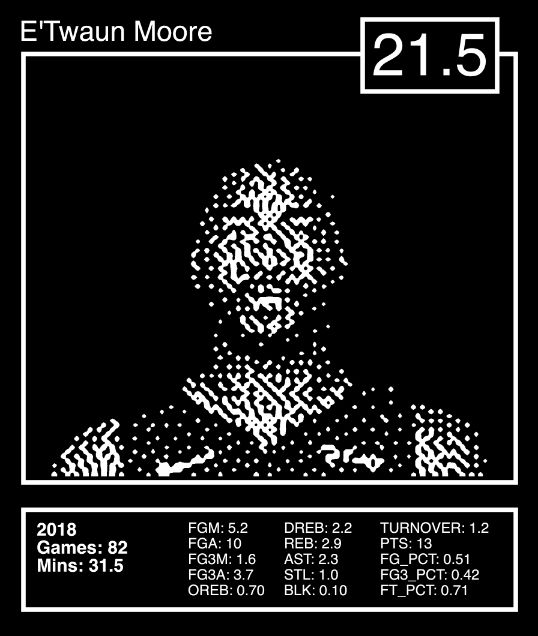 E'Twaun Moore
21.5
2018
Games: 82
Mins: 31.5
FGM: 5.2
FGA: 10
FG3M: 1.6
FG3A: 3.7
OREB: 0.70
DREB: 2.2
REB: 2.9
AST: 2.3
STL: 1.0
BLK: 0.10
TURNOVER: 1.2
PTS: 13
FG_PCT: 0.51
FG3_PCT: 0.42
FT_PCT: 0.71